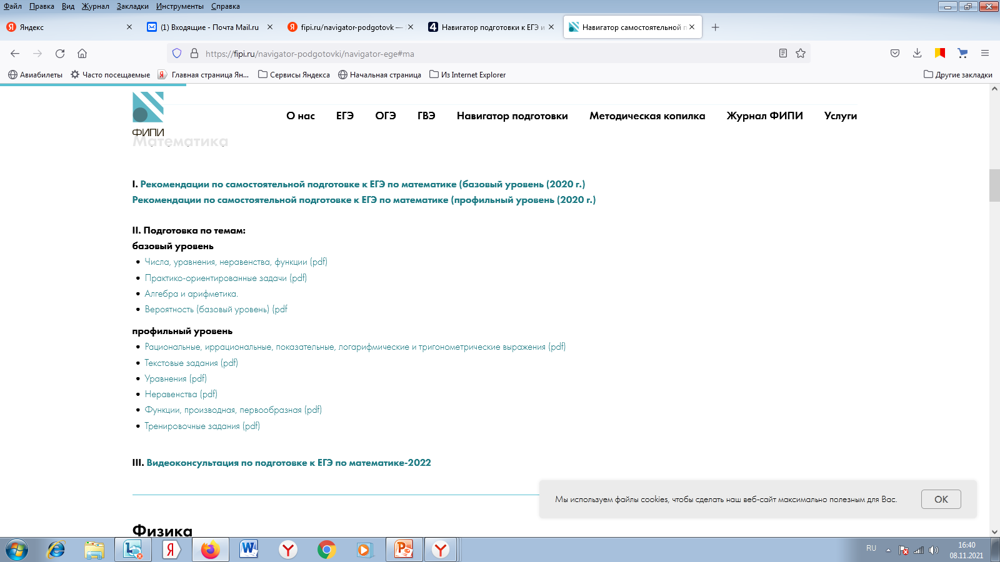 Файл Правка Вид Журнал Закладки Инструменты Справка
Яндекс
(1) Входящие - Почта Mail.ru
fipi.ru/navigator-podgotovk —
Навигатор подготовки к ЕГЭ и
Навигатор самостоятельной п
https://fipi.ru/navigator-podgotovki/navigator-ege#ma
Авиабилеты Часто посещаемые Главная страница Ян... Сервисы Яндекса Начальная страница Из Internet Explorer Другие закладки
ФИПИ
О нас ЕГЭ ОГЭ ГВЭ Навигатор подготовки Методическая копилка Журнал ФИПИ Услуги
Математика
I. Рекомендации по самостоятельной подготовке к ЕГЭ по математике (базовый уровень (2020 г.)
Рекомендации по самостоятельной подготовке к ЕГЭ по математике (профильный уровень (2020 г.)
II. Подготовка по темам:
базовый уровень
• Числа, уравнения, неравенства, функции (pdf)
• Практико-ориентированные задачи (pdf)
• Алгебра и арифметика.
• Вероятность (базовый уровень) (pdf
профильный уровень
• Рациональные, иррациональные, показательные, логарифмические и тригонометрические выражения (pdf)
• Текстовые задания (pdf)
• Уравнения (pdf)
• Неравенства (pdf)
• Функции, производная, первообразная (pdf)
• Тренировочные задания (pdf)
III. Видеоконсультация по подготовке к ЕГЭ по математике-2022
Мы используем файлы cookies, чтобы сделать наш веб-сайт максимально полезным для Вас.
OK
Физика
RU
16:40
08.11.2021